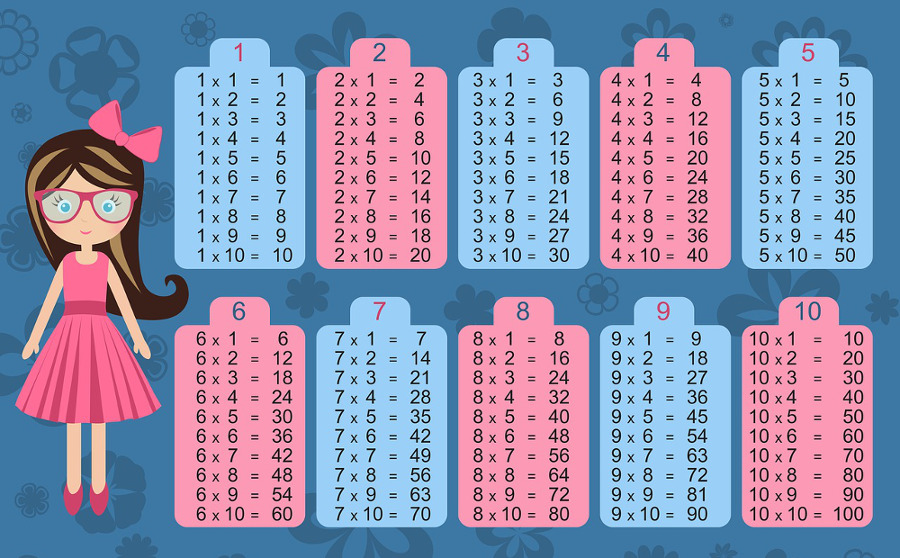 1
1 x 1 = 1
1 x 2 = 2
1 x 3 = 3
1 x 4 = 4
1 x 5 = 5
1 x 6 = 6
1 x 7 = 7
1 x 8 = 8
1 x 9 = 9
1 x 10 = 10
2
2 x 1 = 2
2 x 2 = 4
2 x 3 = 6
2 x 4 = 8
2 x 5 = 10
2 x 6 = 12
2 x 7 = 14
2 x 8 = 16
2 x 9 = 18
2 x 10 = 20
3
3 x 1 = 3
3 x 2 = 6
3 x 3 = 9
3 x 4 = 12
3 x 5 = 15
3 x 6 = 18
3 x 7 = 21
3 x 8 = 24
3 x 9 = 27
3 x 10 = 30
4
4 x 1 = 4
4 x 2 = 8
4 x 3 = 12
4 x 4 = 16
4 x 5 = 20
4 x 6 = 24
4 x 7 = 28
4 x 8 = 32
4 x 9 = 36
4 x 10 = 40
5
5 x 1 = 5
5 x 2 = 10
5 x 3 = 15
5 x 4 = 20
5 x 5 = 25
5 x 6 = 30
5 x 7 = 35
5 x 8 = 40
5 x 9 = 45
5 x 10 = 50
6
6 x 1 = 6
6 x 2 = 12
6 x 3 = 18
6 x 4 = 24
6 x 5 = 30
6 x 6 = 36
6 x 7 = 42
6 x 8 = 48
6 x 9 = 54
6 x 10 = 60
7
7 x 1 = 7
7 x 2 = 14
7 x 3 = 21
7 x 4 = 28
7 x 5 = 35
7 x 6 = 42
7 x 7 = 49
7 x 8 = 56
7 x 9 = 63
7 x 10 = 70
8
8 x 1 = 8
8 x 2 = 16
8 x 3 = 24
8 x 4 = 32
8 x 5 = 40
8 x 6 = 48
8 x 7 = 56
8 x 8 = 64
8 x 9 = 72
8 x 10 = 80
9
9 x 1 = 9
9 x 2 = 18
9 x 3 = 27
9 x 4 = 36
9 x 5 = 45
9 x 6 = 54
9 x 7 = 63
9 x 8 = 72
9 x 9 = 81
9 x 10 = 90
10
10 x 1 = 10
10 x 2 = 20
10 x 3 = 30
10 x 4 = 40
10 x 5 = 50
10 x 6 = 60
10 x 7 = 70
10 x 8 = 80
10 x 9 = 90
10 x 10 = 100